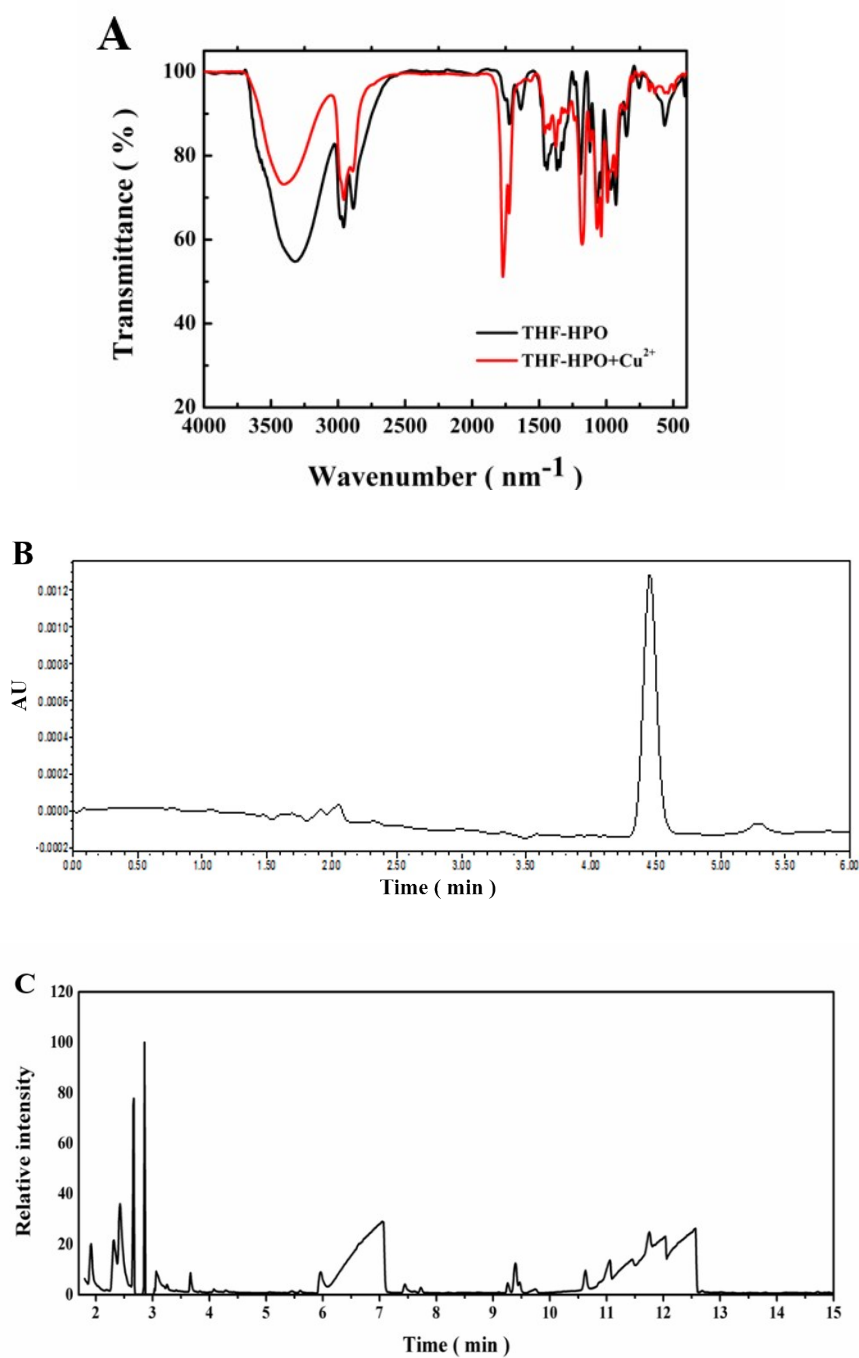 A
100
80
60
40
20
Transmittance ( % )
THF-HPO
THF-HPO+Cu²⁺
4000 3500 3000 2500 2000 1500 1000 500
Wavenumber ( nm⁻¹ )
B
0.0012
0.0010
0.0008
0.0006
0.0004
0.0002
0.0000
-0.0002
AU
0.00 0.50 1.00 1.50 2.00 2.50 3.00 3.50 4.00 4.50 5.00 5.50 6.00
Time ( min )
C
120
100
80
60
40
20
0
Relative intensity
2 3 4 5 6 7 8 9 10 11 12 13 14 15
Time ( min )